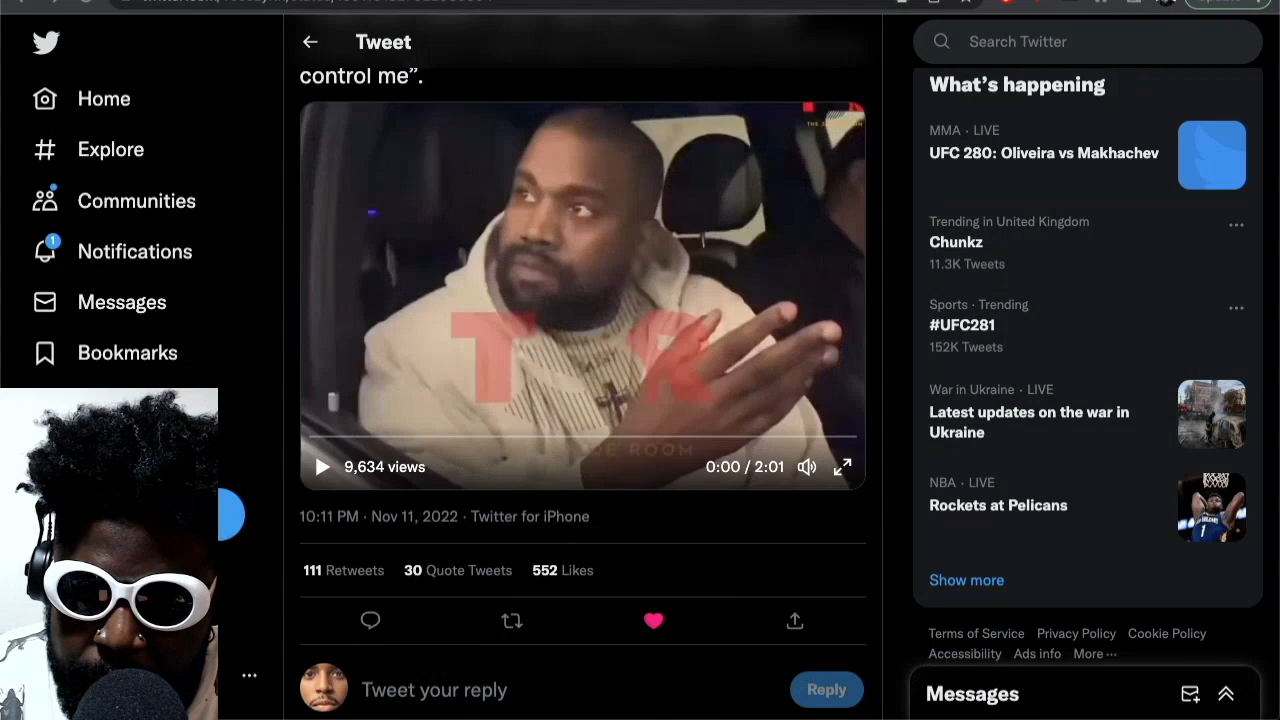 Tweet
Search Twitter
control me”.
Home
Explore
Communities
1
Notifications
Messages
Bookmarks
T R
THE
DE ROOM
9,634 views
0:00 / 2:01
10:11 PM · Nov 11, 2022 · Twitter for iPhone
111 Retweets 30 Quote Tweets 552 Likes
Tweet your reply
Reply
What’s happening
MMA · LIVE
UFC 280: Oliveira vs Makhachev
Trending in United Kingdom
Chunkz
11.3K Tweets
Sports · Trending
#UFC281
152K Tweets
War in Ukraine · LIVE
Latest updates on the war in
Ukraine
NBA · LIVE
Rockets at Pelicans
Show more
Terms of Service Privacy Policy Cookie Policy
Accessibility Ads info More ···
Messages